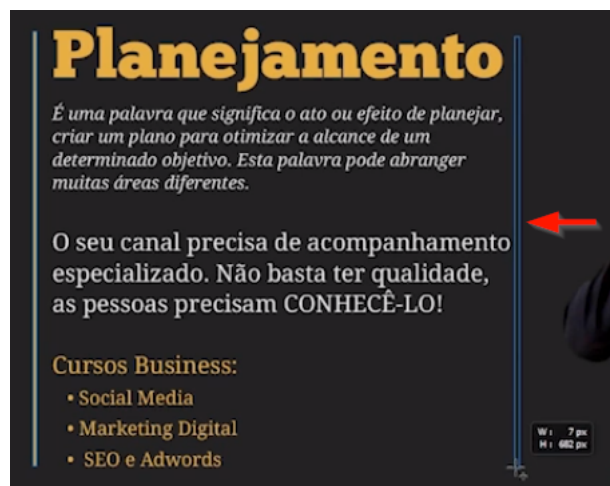 Planejamento
É uma palavra que significa o ato ou efeito de planejar,
criar um plano para otimizar a alcance de um
determinado objetivo. Esta palavra pode abranger
muitas áreas diferentes.
O seu canal precisa de acompanhamento
especializado. Não basta ter qualidade,
as pessoas precisam CONHECÊ-LO!
Cursos Business:
• Social Media
• Marketing Digital
• SEO e Adwords
W: 7 px
H: 682 px